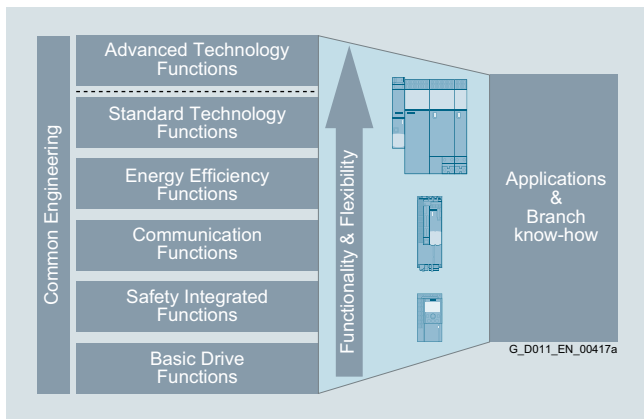 Common Engineering
Advanced Technology
Functions
Standard Technology
Functions
Energy Efficiency
Functions
Communication
Functions
Safety Integrated
Functions
Basic Drive
Functions
Functionality & Flexibility
Applications
&
Branch
know-how
G_D011_EN_00417a